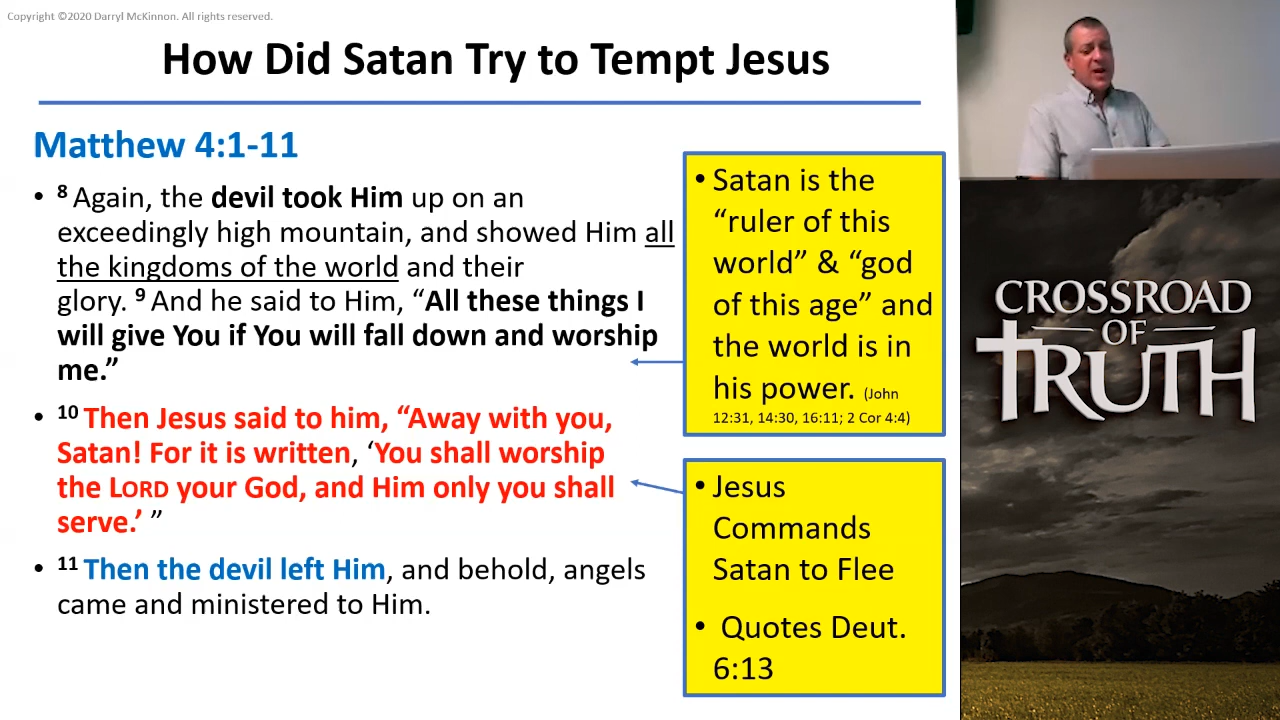 Copyright ©2020 Darryl McKinnon. All rights reserved.
How Did Satan Try to Tempt Jesus
Matthew 4:1-11
• 8 Again, the devil took Him up on an
exceedingly high mountain, and showed Him all
the kingdoms of the world and their
glory. 9 And he said to Him, “All these things I
will give You if You will fall down and worship
me.”
• 10 Then Jesus said to him, “Away with you,
Satan! For it is written, ‘You shall worship
the LORD your God, and Him only you shall
serve.’ ”
• 11 Then the devil left Him, and behold, angels
came and ministered to Him.
• Satan is the
“ruler of this
world” & “god
of this age” and
the world is in
his power. (John
12:31, 14:30, 16:11; 2 Cor 4:4)
• Jesus
Commands
Satan to Flee
• Quotes Deut.
6:13
CROSSROAD
OF
TRUTH